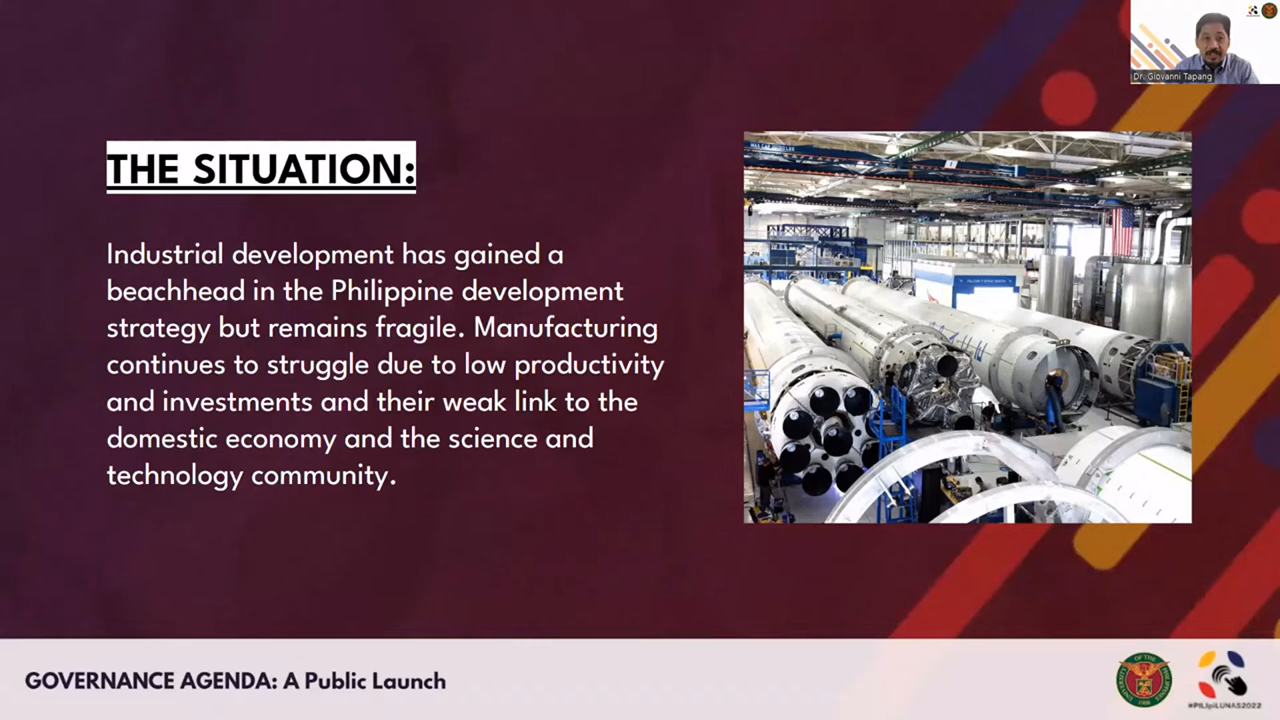 Dr. Giovanni Tapang
THE SITUATION:
Industrial development has gained a
beachhead in the Philippine development
strategy but remains fragile. Manufacturing
continues to struggle due to low productivity
and investments and their weak link to the
domestic economy and the science and
technology community.
GOVERNANCE AGENDA: A Public Launch
#PILIpiLUNAS2022